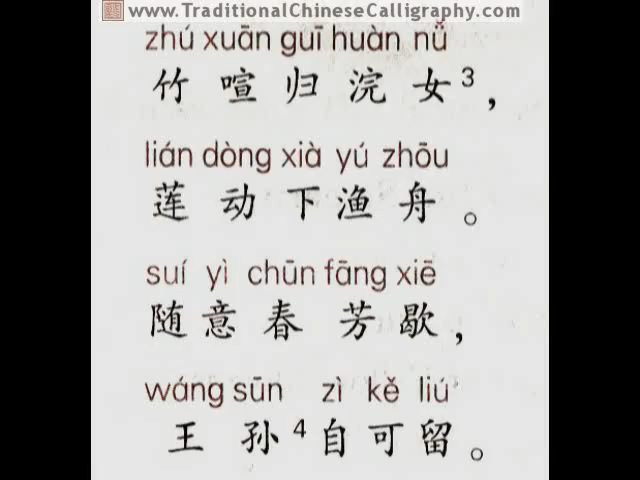 www.TraditionalChineseCalligraphy.com
zhú xuān guī huàn nǚ
竹喧归浣女3，
lián dòng xià yú zhōu
莲动下渔舟。
suí yì chūn fāng xiē
随意春芳歇，
wáng sūn zì kě liú
王孙4自可留。